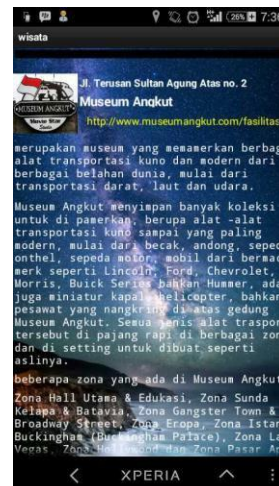 26% 7:3
wisata
Jl. Terusan Sultan Agung Atas no. 2
MUSEUM ANGKUT
Movie Star
Studio
Museum Angkut
http://www.museumangkut.com/fasilitas
merupakan museum yang memamerkan berbag
alat transportasi kuno dan modern dari
berbagai belahan dunia, mulai dari
transportasi darat, laut dan udara.
Museum Angkut menyimpan banyak koleksi
untuk di pamerkan, berupa alat -alat
transportasi kuno sampai yang paling
modern, mulai dari becak, andong, seped
onthel, sepeda motor, mobil dari bermac
merk seperti Lincoln, Ford, Chevrolet,
Morris, Buick Series bahkan Hummer, ada
juga miniatur kapal, helicopter, bahkan
pesawat yang nangkring di atas gedung
Museum Angkut. Semua jenis alat transpor
tersebut di pajang rapi di berbagai zon
dan di setting untuk dibuat seperti
aslinya.
beberapa zona yang ada di Museum Angkut
Zona Hall Utama & Edukasi, Zona Sunda
Kelapa & Batavia, Zona Gangster Town &
Broadway Street, Zona Eropa, Zona Istan
Buckingham (Buckingham Palace), Zona La
Vegas, Zona Hollywood dan Zona Pasar Ap
XPERIA